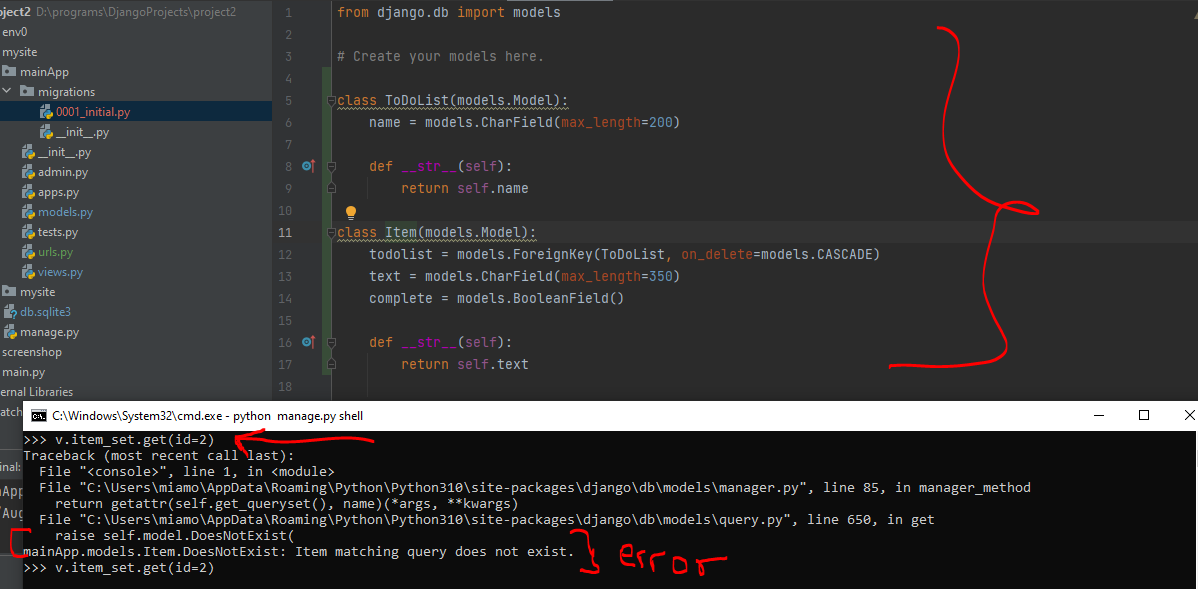 oject2 D:\programs\DjangoProjects\project2
env0
mysite
mainApp
migrations
0001_initial.py
__init__.py
__init__.py
admin.py
apps.py
models.py
tests.py
urls.py
views.py
mysite
db.sqlite3
manage.py
screenshop
main.py
ernal Libraries
atch
inal:
nApp
Aug
1 from django.db import models
2
3 # Create your models here.
4
5 class ToDoList(models.Model):
6 name = models.CharField(max_length=200)
7
8 def __str__(self):
9 return self.name
10
11 class Item(models.Model):
12 todolist = models.ForeignKey(ToDoList, on_delete=models.CASCADE)
13 text = models.CharField(max_length=350)
14 complete = models.BooleanField()
15
16 def __str__(self):
17 return self.text
18
C:\Windows\System32\cmd.exe - python manage.py shell
>>> v.item_set.get(id=2)
Traceback (most recent call last):
File "<console>", line 1, in <module>
File "C:\Users\miamo\AppData\Roaming\Python\Python310\site-packages\django\db\models\manager.py", line 85, in manager_method
return getattr(self.get_queryset(), name)(*args, **kwargs)
File "C:\Users\miamo\AppData\Roaming\Python\Python310\site-packages\django\db\models\query.py", line 650, in get
raise self.model.DoesNotExist(
mainApp.models.Item.DoesNotExist: Item matching query does not exist.
error
>>> v.item_set.get(id=2)